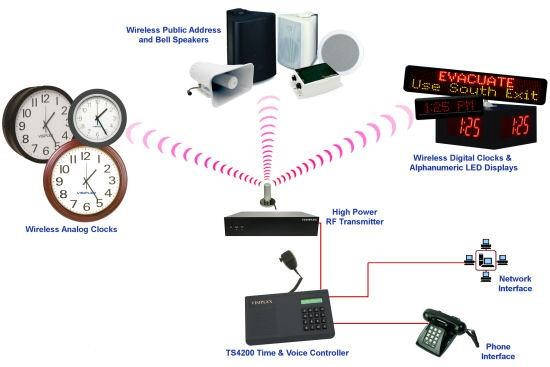 Wireless Public Address
and Bell Speakers
EVACUATE
Use South Exit
1:25 PM
1:25
1:25
Wireless Digital Clocks &
Alphanumeric LED Displays
Wireless Analog Clocks
High Power
RF Transmitter
VISIPLEX
Network
Interface
TS4200 Time & Voice Controller
Phone
Interface